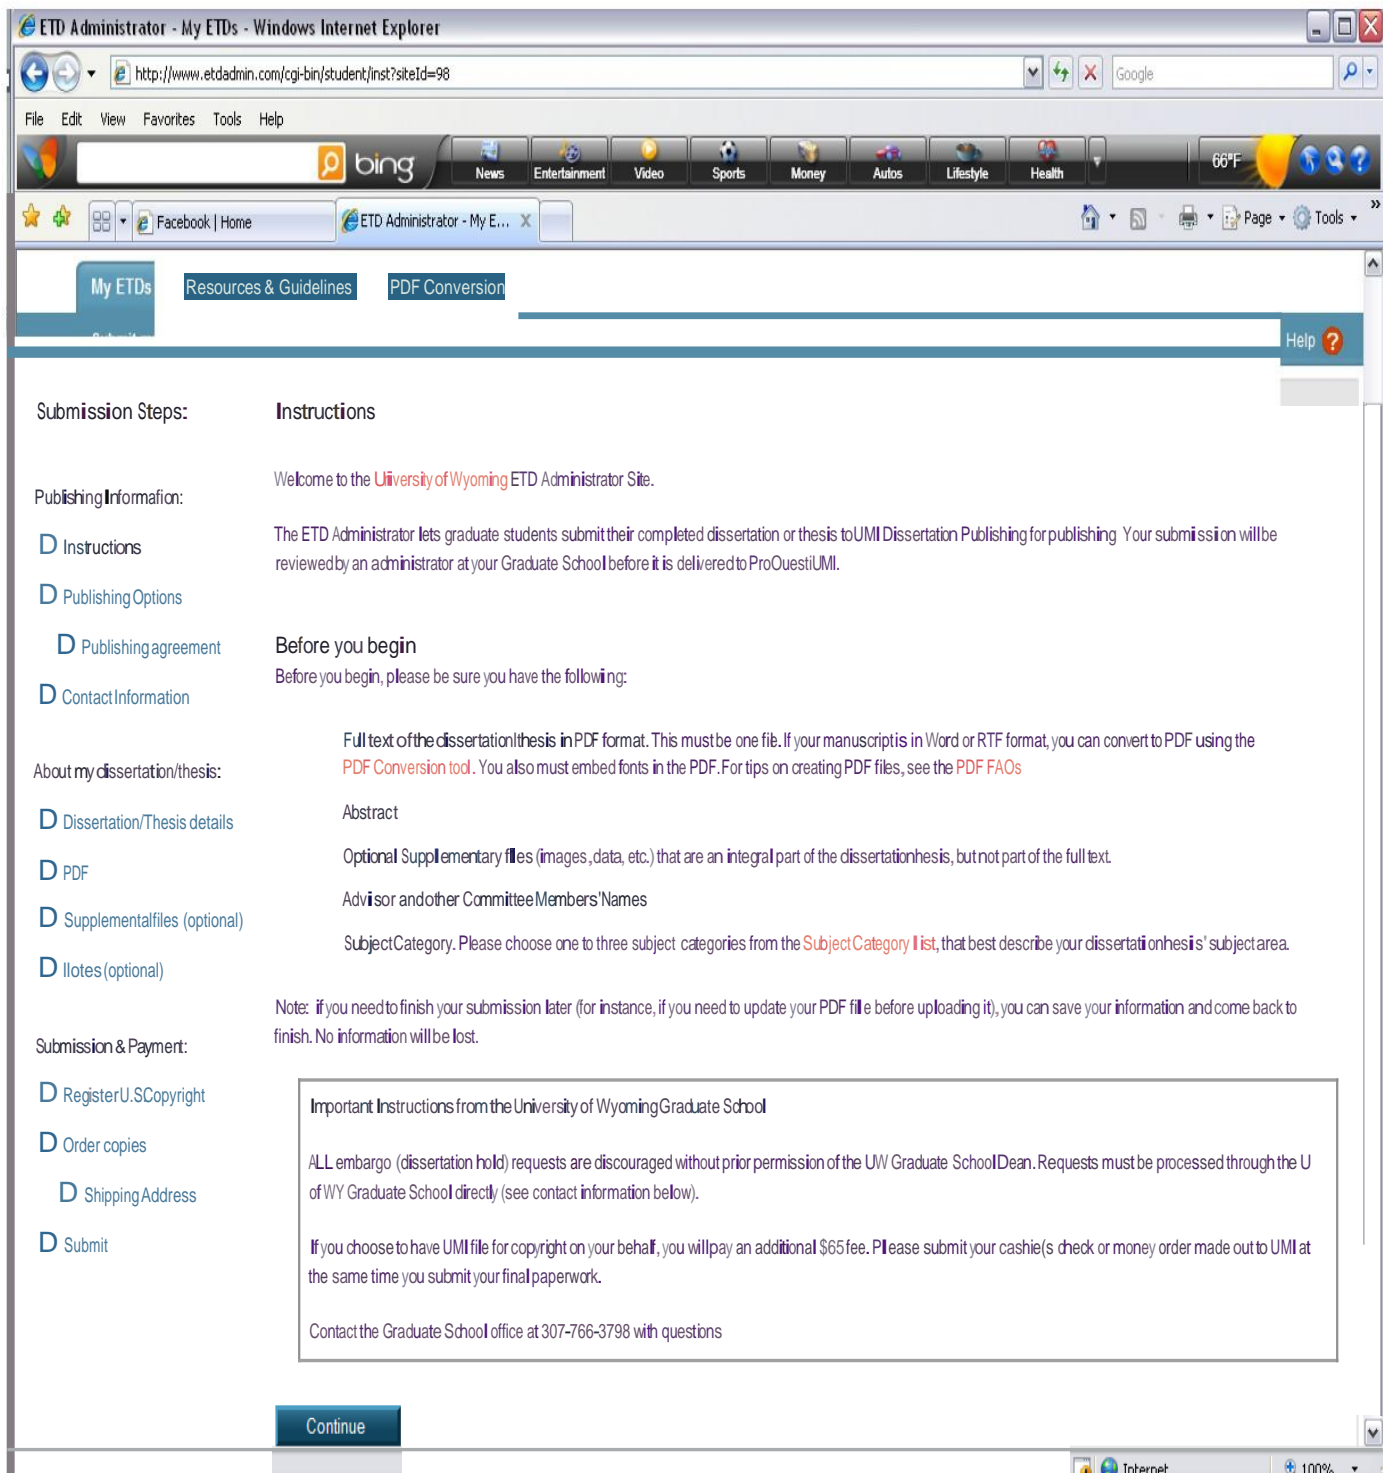 ETD Administrator - My ETDs - Windows Internet Explorer
http://www.etdadmin.com/cgi-bin/student/inst?siteId=98
Google
File Edit View Favorites Tools Help
bing News Entertainment Video Sports Money Autos Lifestyle Health 66°F
Facebook | Home ETD Administrator - My E... X Page Tools »
My ETDs Resources & Guidelines PDF Conversion
Help ?
Submission Steps:
Publishing Informafion:
D Instructions
D Publishing Options
D Publishing agreement
D Contact Information
About my dissertation/thesis:
D Dissertation/Thesis details
D PDF
D Supplementalfiles (optional)
D llotes (optional)
Submission & Payment:
D Register U.S.Copyright
D Order copies
D Shipping Address
D Submit
Instructions
Welcome to the Uiiversity of Wyoming ETD Administrator Site.
The ETD Administrator lets graduate students submit their completed dissertation or thesis to UMI Dissertation Publishing for publishing Your submission will be
reviewed by an administrator at your Graduate School before it is delivered to ProOuestiUMI.
Before you begin
Before you begin, please be sure you have the following:
Full text of the dissertationlthesis in PDF format. This must be one file. If your manuscript is in Word or RTF format, you can convert to PDF using the
PDF Conversion tool. You also must embed fonts in the PDF. For tips on creating PDF files, see the PDF FAOs
Abstract
Optional Supplementary files (images, data, etc.) that are an integral part of the dissertationhesis, but not part of the full text.
Advisor and other Committee Members' Names
Subject Category. Please choose one to three subject categories from the Subject Category list, that best describe your dissertationhesis' subject area.
Note: if you need to finish your submission later (for instance, if you need to update your PDF file before uploading it), you can save your information and come back to
finish. No information will be lost.
Important Instructions from the University of Wyoming Graduate School
ALL embargo (dissertation hold) requests are discouraged without prior permission of the UW Graduate School Dean. Requests must be processed through the U
of WY Graduate School directly (see contact information below).
If you choose to have UMI file for copyright on your behalf, you will pay an additional $65 fee. Please submit your cashie(s check or money order made out to UMI at
the same time you submit your final paperwork.
Contact the Graduate School office at 307-766-3798 with questions
Continue
Internet 100%